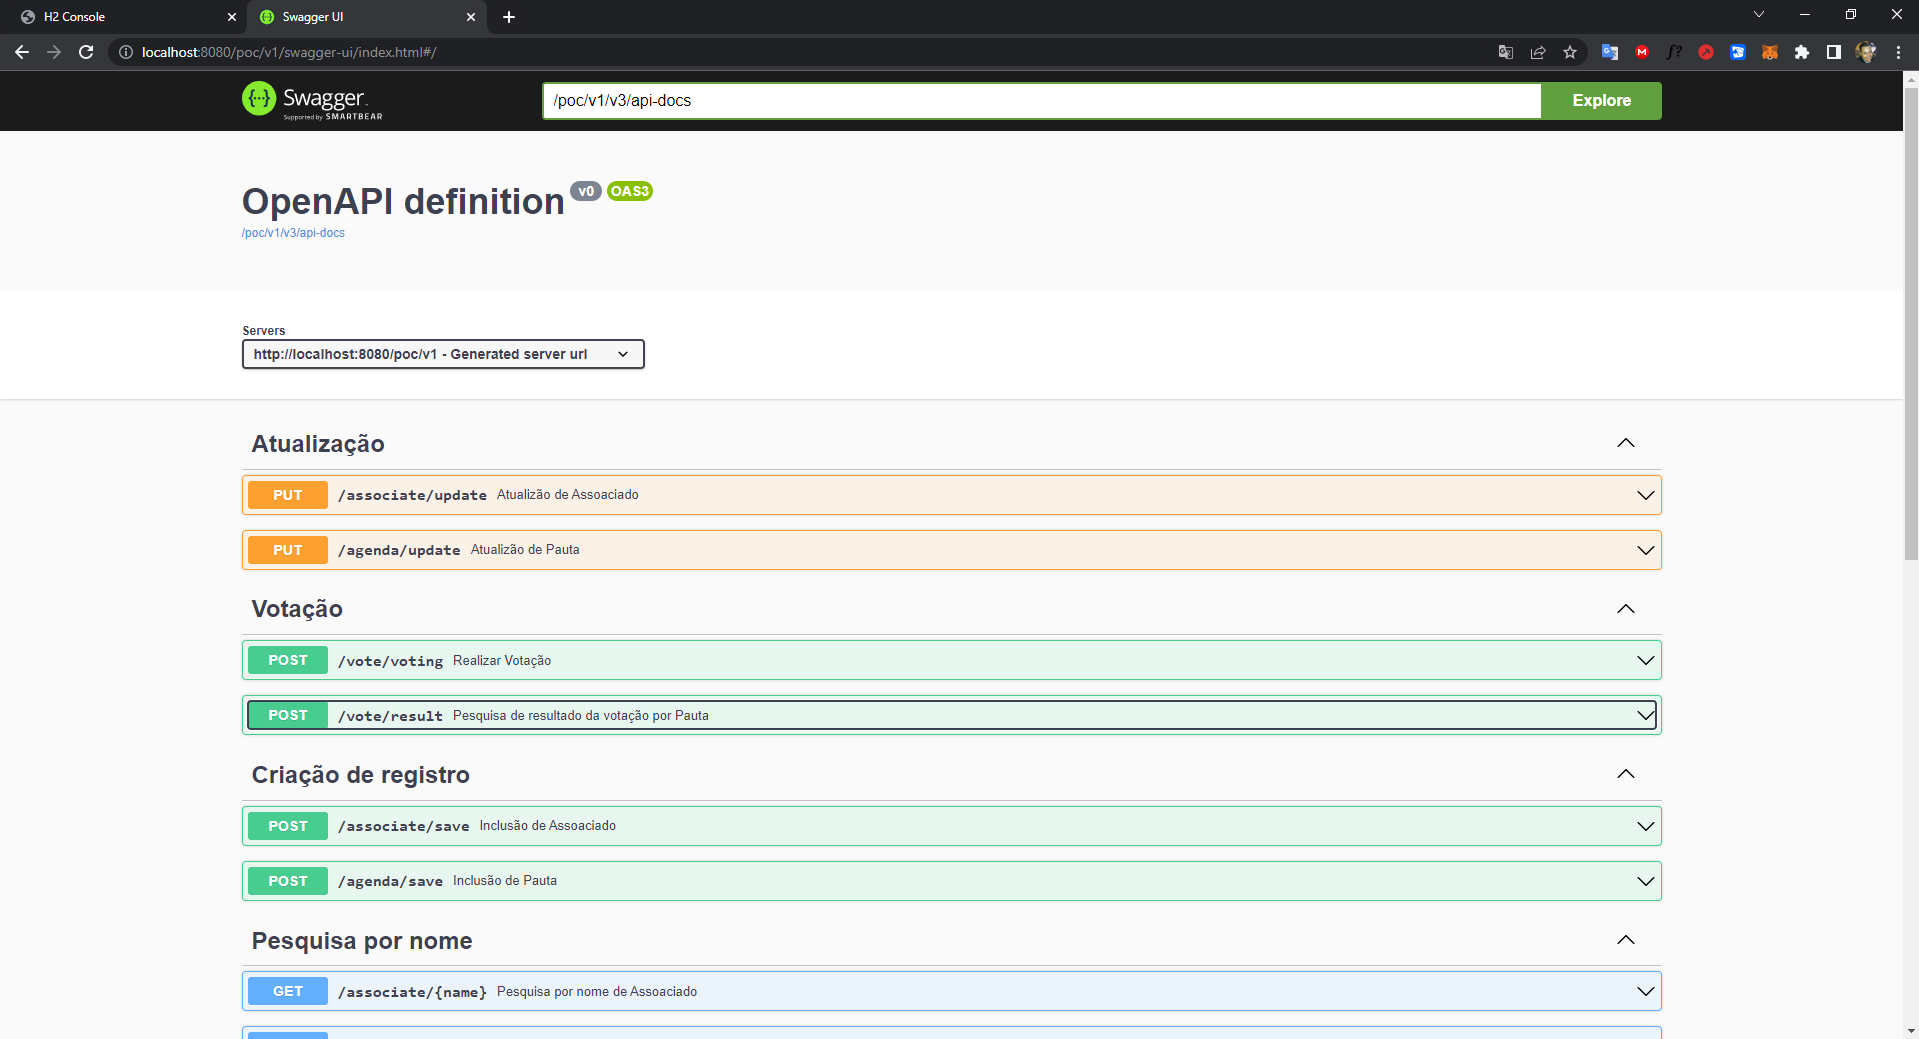 H2 Console
Swagger UI
localhost:8080/poc/v1/swagger-ui/index.html#/
Swagger
Supported by SMARTBEAR
/poc/v1/v3/api-docs
Explore
OpenAPI definition v0 OAS3
/poc/v1/v3/api-docs
Servers
http://localhost:8080/poc/v1 - Generated server url
Atualização
PUT /associate/update Atualizão de Assoaciado
PUT /agenda/update Atualizão de Pauta
Votação
POST /vote/voting Realizar Votação
POST /vote/result Pesquisa de resultado da votação por Pauta
Criação de registro
POST /associate/save Inclusão de Assoaciado
POST /agenda/save Inclusão de Pauta
Pesquisa por nome
GET /associate/{name} Pesquisa por nome de Assoaciado